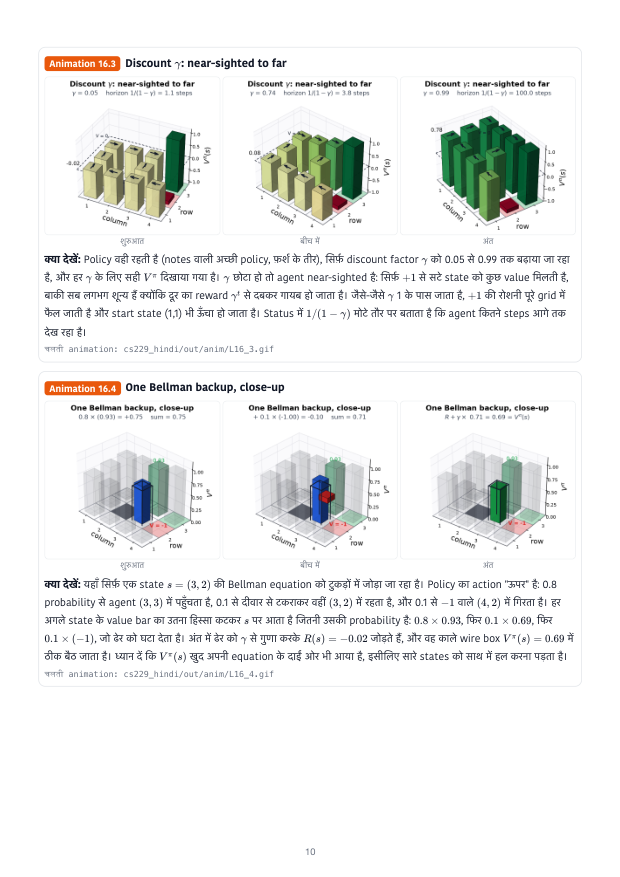 Animation 16.3 Discount γ: near-sighted to far
Discount γ: near-sighted to far
γ = 0.05 horizon 1/(1 − γ) = 1.1 steps
Discount γ: near-sighted to far
γ = 0.74 horizon 1/(1 − γ) = 3.8 steps
Discount γ: near-sighted to far
γ = 0.99 horizon 1/(1 − γ) = 100.0 steps
शुरुआत
बीच में
अंत
क्या देखें: Policy वही रहती है (notes वाली अच्छी policy, फ़र्श के तीर), सिर्फ़ discount factor γ को 0.05 से 0.99 तक बढ़ाया जा रहा
है, और हर γ के लिए सही V^π दिखाया गया है। γ छोटा हो तो agent near-sighted है: सिर्फ़ +1 से सटे state को कुछ value मिलती है,
बाकी सब लगभग शून्य हैं क्योंकि दूर का reward γ^t से दबकर गायब हो जाता है। जैसे-जैसे γ 1 के पास जाता है, +1 की रोशनी पूरे grid में
फैल जाती है और start state (1,1) भी ऊँचा हो जाता है। Status में 1/(1 − γ) मोटे तौर पर बताता है कि agent कितने steps आगे तक
देख रहा है।
चलती animation: cs229_hindi/out/anim/L16_3.gif
Animation 16.4 One Bellman backup, close-up
One Bellman backup, close-up
0.8 × (0.93) = +0.75 sum = 0.75
One Bellman backup, close-up
+ 0.1 × (-1.00) = -0.10 sum = 0.71
One Bellman backup, close-up
R + γ × 0.71 = 0.69 = V^π(s)
शुरुआत
बीच में
अंत
क्या देखें: यहाँ सिर्फ़ एक state s = (3, 2) की Bellman equation को टुकड़ों में जोड़ा जा रहा है। Policy का action "ऊपर" है: 0.8
probability से agent (3, 3) में पहुँचता है, 0.1 से दीवार से टकराकर वहीं (3, 2) में रहता है, और 0.1 से −1 वाले (4, 2) में गिरता है। हर
अगले state के value bar का उतना हिस्सा कटकर s पर आता है जितनी उसकी probability है: 0.8 × 0.93, फिर 0.1 × 0.69, फिर
0.1 × (−1), जो ढेर को घटा देता है। अंत में ढेर को γ से गुणा करके R(s) = −0.02 जोड़ते हैं, और वह काले wire box V^π(s) = 0.69 में
ठीक बैठ जाता है। ध्यान दें कि V^π(s) खुद अपनी equation के दाईं ओर भी आया है, इसीलिए सारे states को साथ में हल करना पड़ता है।
चलती animation: cs229_hindi/out/anim/L16_4.gif
10